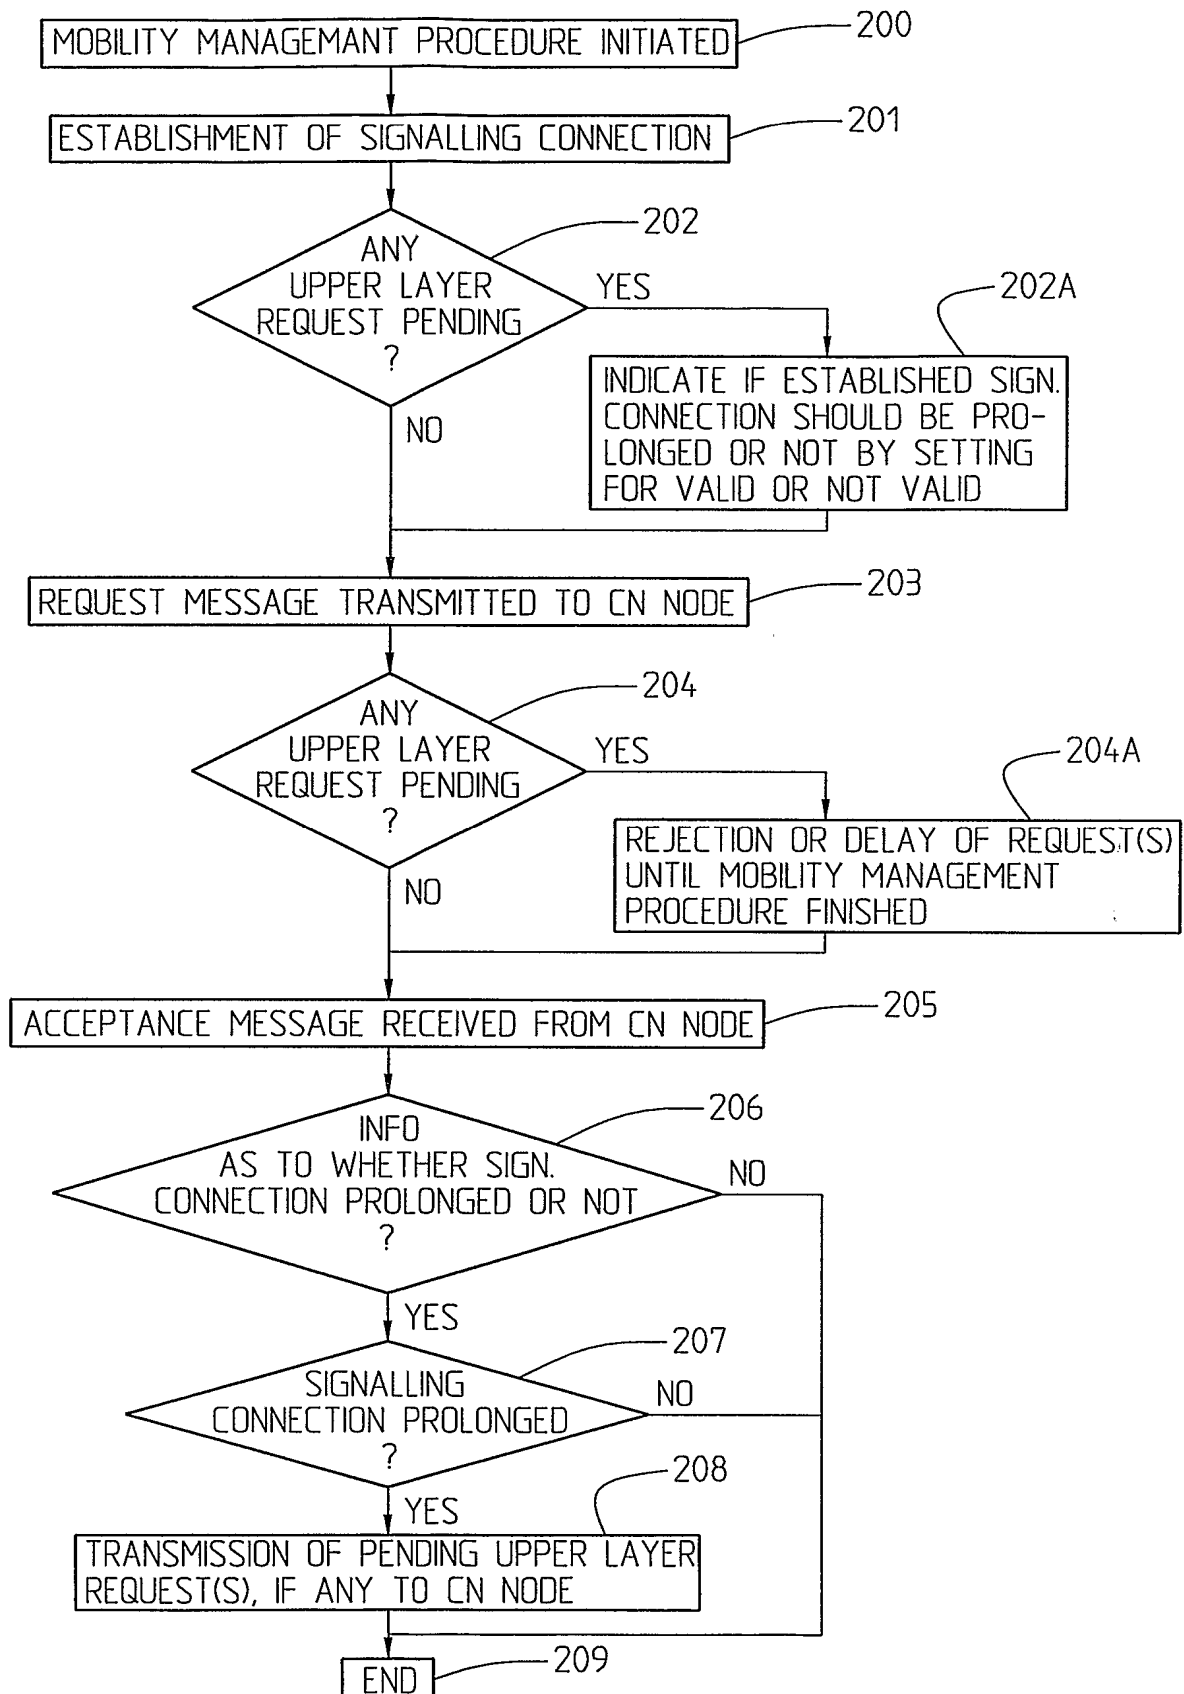 MOBILITY MANAGEMANT PROCEDURE INITIATED
200
ESTABLISHMENT OF SIGNALLING CONNECTION
201
202
ANY
UPPER LAYER
REQUEST PENDING
?
YES
NO
202A
INDICATE IF ESTABLISHED SIGN.
CONNECTION SHOULD BE PRO-
LONGED OR NOT BY SETTING
FOR VALID OR NOT VALID
REQUEST MESSAGE TRANSMITTED TO CN NODE
203
204
ANY
UPPER LAYER
REQUEST PENDING
?
YES
NO
204A
REJECTION OR DELAY OF REQUEST(S)
UNTIL MOBILITY MANAGEMENT
PROCEDURE FINISHED
ACCEPTANCE MESSAGE RECEIVED FROM CN NODE
205
206
INFO
AS TO WHETHER SIGN.
CONNECTION PROLONGED OR NOT
?
NO
YES
207
SIGNALLING
CONNECTION PROLONGED
?
NO
YES
208
TRANSMISSION OF PENDING UPPER LAYER
REQUEST(S), IF ANY TO CN NODE
END
209